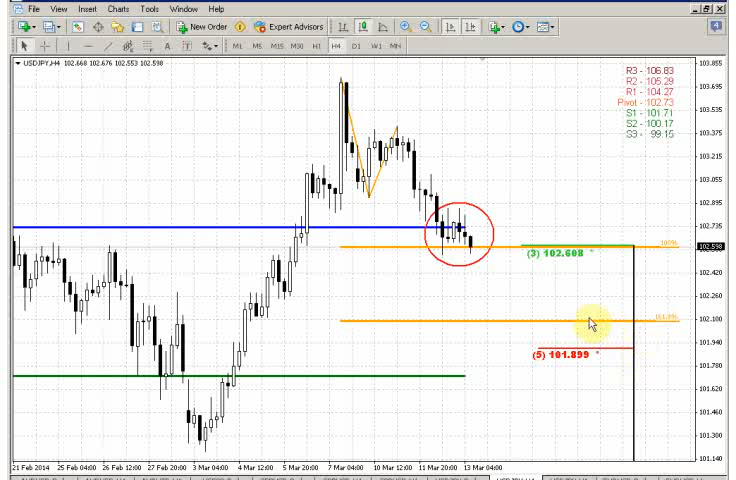 File View Insert Charts Tools Window Help
4
New Order Expert Advisors
A T M1 M5 M15 M30 H1 H4 D1 W1 MN
USDJPY,H4 102.668 102.676 102.553 102.598
R3 - 106.83
R2 - 105.29
R1 - 104.27
Pivot - 102.73
S1 - 101.71
S2 - 100.17
S3 - 99.15
103.855
103.695
103.535
103.375
103.215
103.055
102.895
102.735
100%
102.598
(3) 102.608
102.420
102.260
102.100
(5) 101.899
101.940
101.780
101.620
101.460
101.300
101.140
21 Feb 2014 25 Feb 04:00 26 Feb 12:00 27 Feb 20:00 3 Mar 04:00 4 Mar 12:00 5 Mar 20:00 7 Mar 04:00 10 Mar 12:00 11 Mar 20:00 13 Mar 04:00